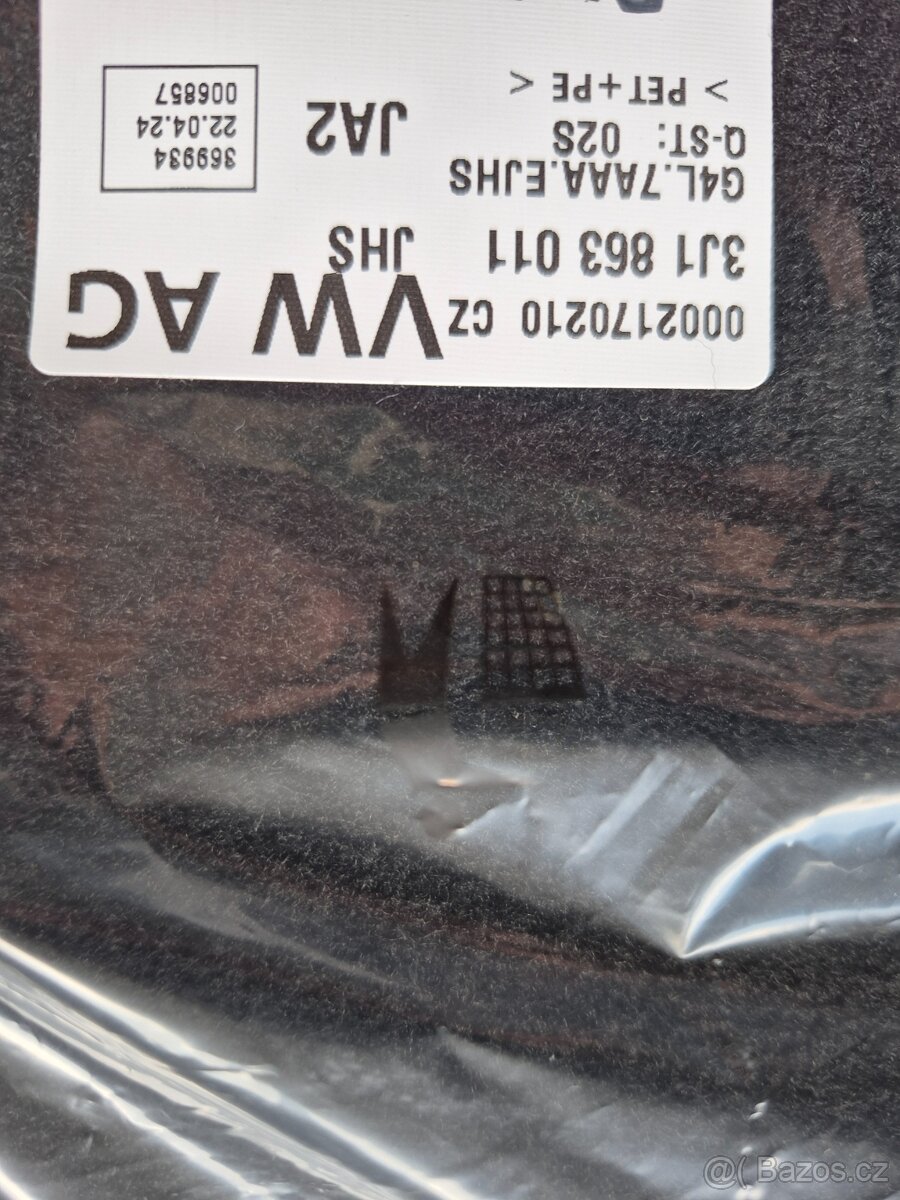 VW AG
0002170210 CZ
3J1 863 011 JHS
G4L.7AAA.EJHS
Q-ST: 02S
JA2
> PET+PE <
369934
22.04.24
006857
@( Bazos.cz